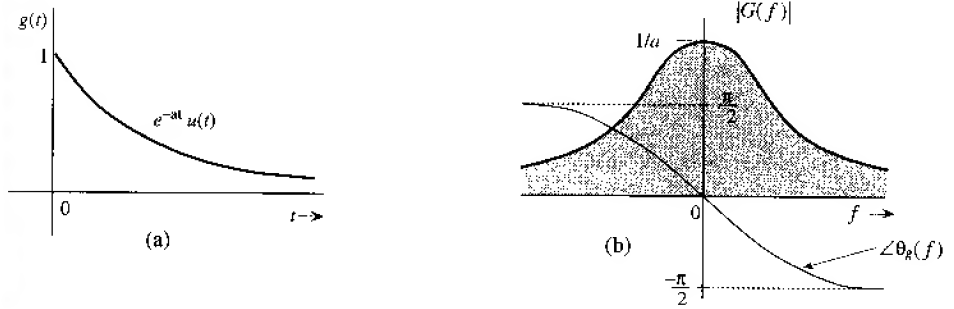 g(t)
1
e^{-at} u(t)
0
t→
(a)
|G(f)|
1/a
π/2
0
f →
(b)
∠θ_g(f)
-π/2